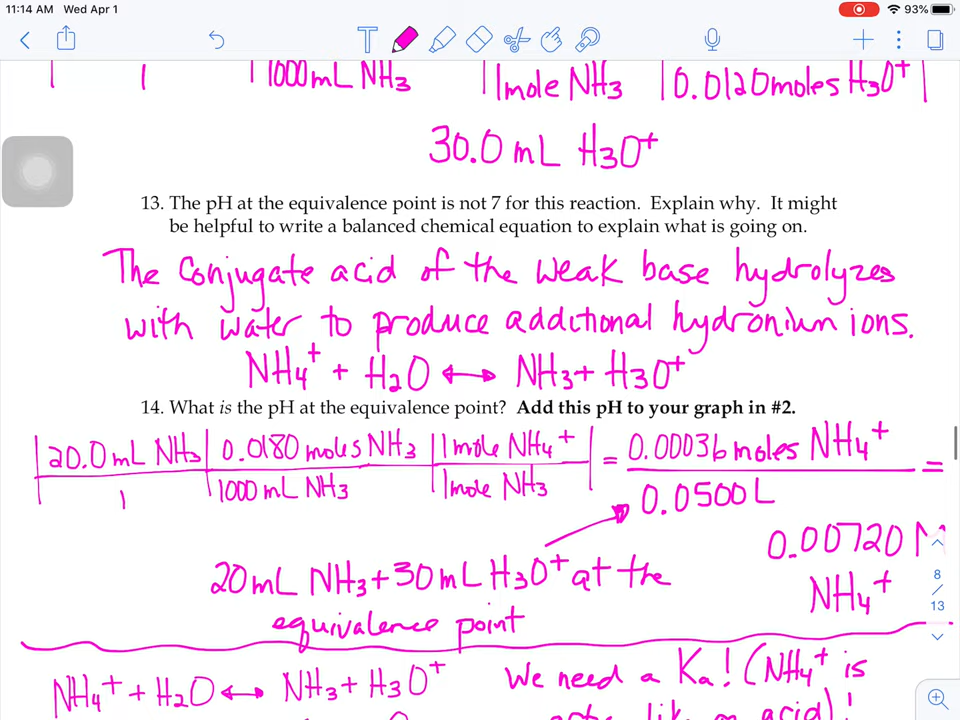 11:14 AM Wed Apr 1
93%
1 1000 mL NH3 1 mole NH3 0.0120 moles H3O+
30.0 mL H3O+
13. The pH at the equivalence point is not 7 for this reaction. Explain why. It might
be helpful to write a balanced chemical equation to explain what is going on.
The conjugate acid of the weak base hydrolyzes
with water to produce additional hydronium ions.
NH4+ + H2O ↔ NH3 + H3O+
14. What is the pH at the equivalence point? Add this pH to your graph in #2.
20.0 mL NH3 0.0180 moles NH3 1 mole NH4+ = 0.00036 moles NH4+ =
1 1000 mL NH3 1 mole NH3 0.0500 L
0.00720 M
NH4+
20 mL NH3 + 30 mL H3O+ at the
equivalence point
8
/
13
NH4+ + H2O ↔ NH3 + H3O+
We need a Ka! (NH4+ is
like an acid)!